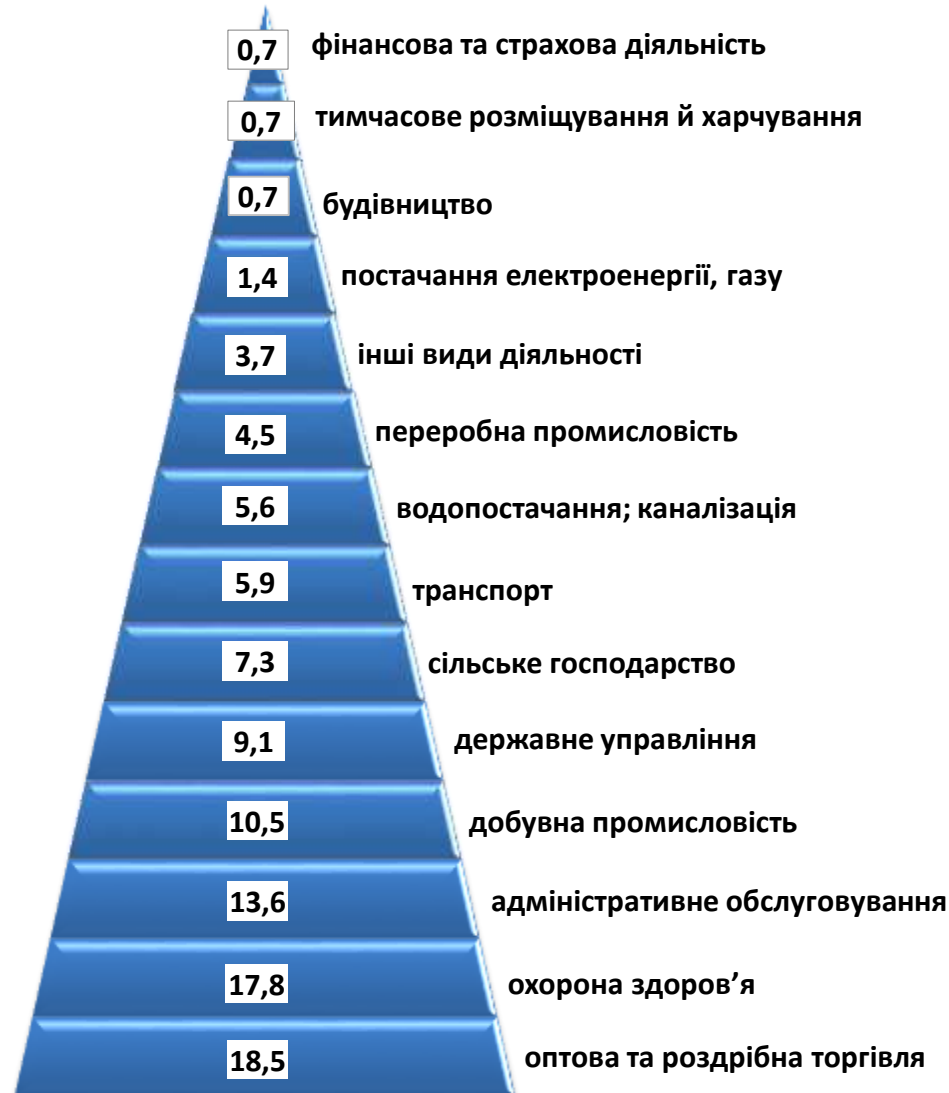 0,7 фінансова та страхова діяльність
0,7 тимчасове розміщування й харчування
0,7 будівництво
1,4 постачання електроенергії, газу
3,7 інші види діяльності
4,5 переробна промисловість
5,6 водопостачання; каналізація
5,9 транспорт
7,3 сільське господарство
9,1 державне управління
10,5 добувна промисловість
13,6 адміністративне обслуговування
17,8 охорона здоров’я
18,5 оптова та роздрібна торгівля